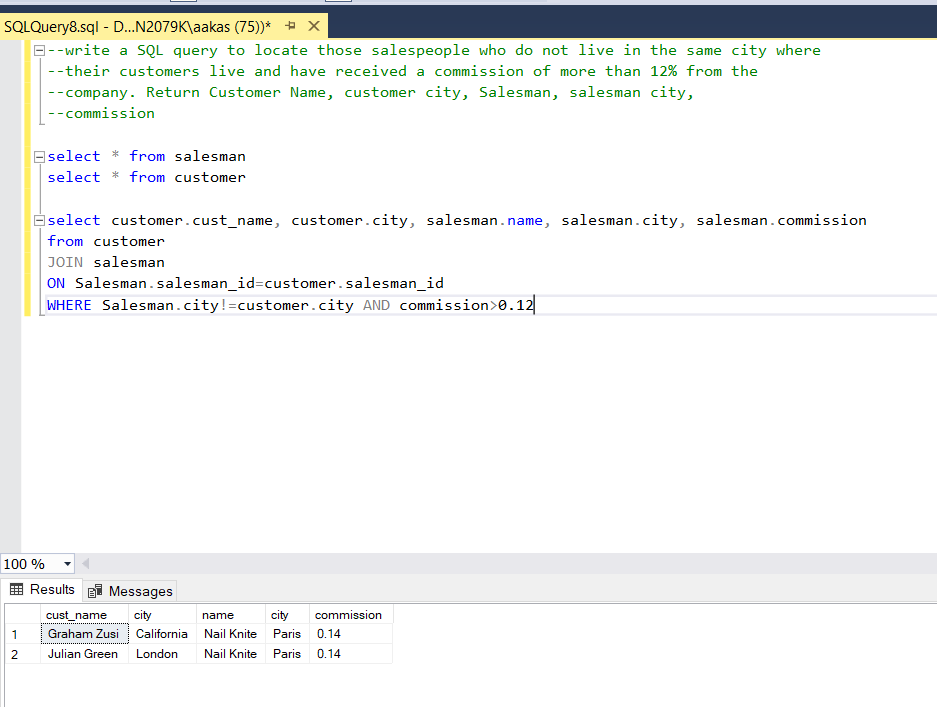 SQLQuery8.sql - D...N2079K\aakas (75))*
--write a SQL query to locate those salespeople who do not live in the same city where
--their customers live and have received a commission of more than 12% from the
--company. Return Customer Name, customer city, Salesman, salesman city,
--commission
select * from salesman
select * from customer
select customer.cust_name, customer.city, salesman.name, salesman.city, salesman.commission
from customer
JOIN salesman
ON Salesman.salesman_id=customer.salesman_id
WHERE Salesman.city!=customer.city AND commission>0.12
100 %
Results Messages
cust_name city name city commission
1 Graham Zusi California Nail Knite Paris 0.14
2 Julian Green London Nail Knite Paris 0.14